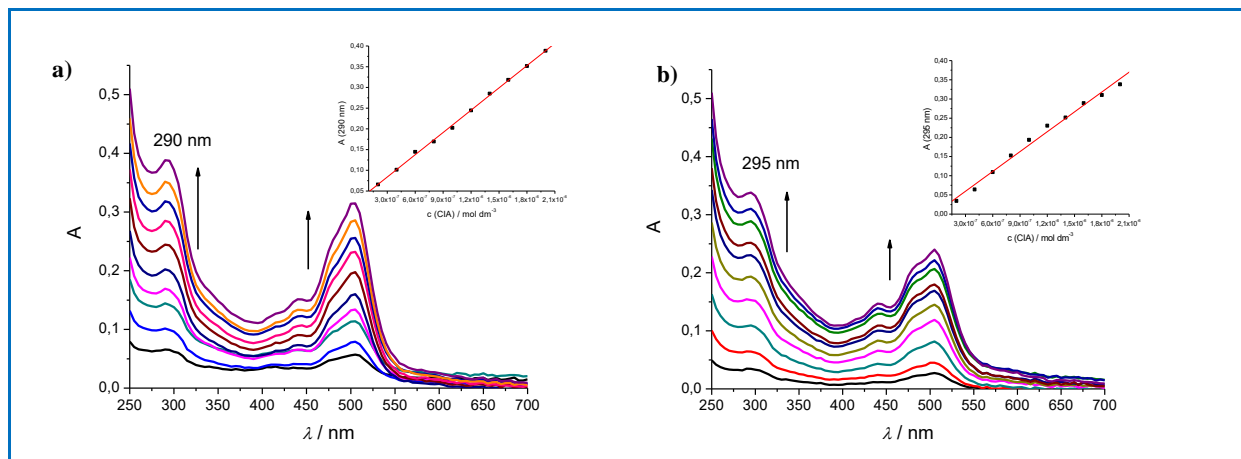 a)
290 nm
A
0,5
0,4
0,3
0,2
0,1
0,0
250 300 350 400 450 500 550 600 650 700
λ / nm
A (290 nm)
0,40
0,35
0,30
0,25
0,20
0,15
0,10
0,05
3,0x10⁻⁷ 6,0x10⁻⁷ 9,0x10⁻⁷ 1,2x10⁻⁶ 1,5x10⁻⁶ 1,8x10⁻⁶ 2,1x10⁻⁶
c (CIA) / mol dm⁻³
b)
295 nm
A
0,5
0,4
0,3
0,2
0,1
0,0
250 300 350 400 450 500 550 600 650 700
λ / nm
A (295 nm)
0,40
0,35
0,30
0,25
0,20
0,15
0,10
0,05
0,00
3,0x10⁻⁷ 6,0x10⁻⁷ 9,0x10⁻⁷ 1,2x10⁻⁶ 1,5x10⁻⁶ 1,8x10⁻⁶ 2,1x10⁻⁶
c (CIA) / mol dm⁻³